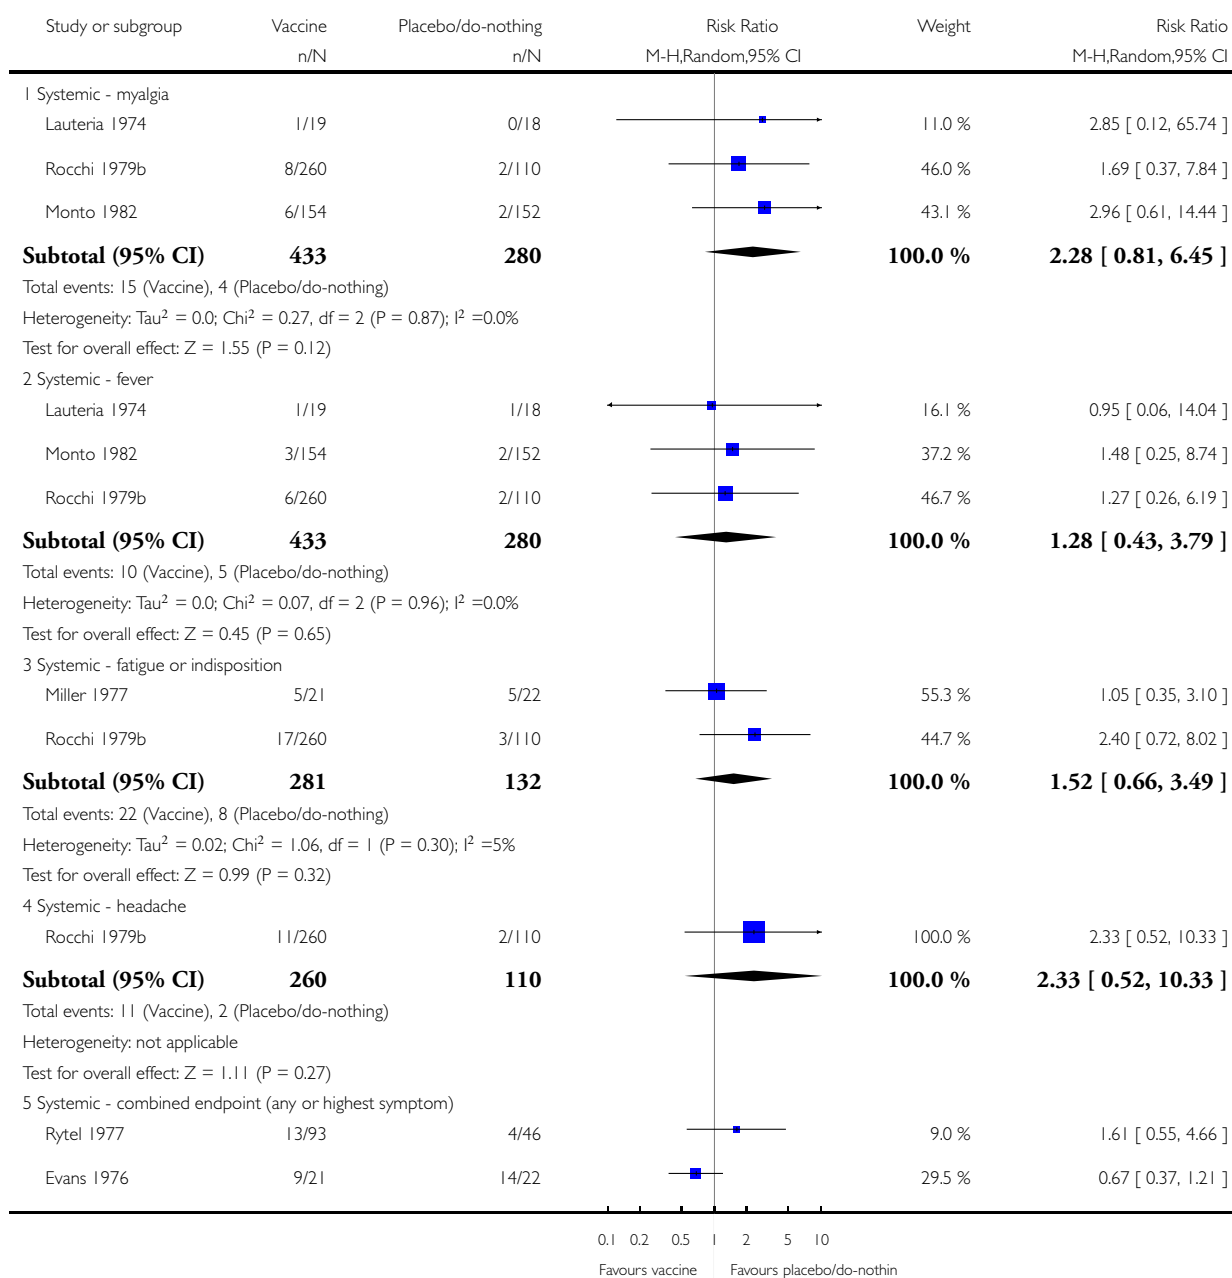 Study or subgroup Vaccine Placebo/do-nothing Risk Ratio Weight Risk Ratio
n/N n/N M-H,Random,95% CI M-H,Random,95% CI
1 Systemic - myalgia
Lauteria 1974 1/19 0/18 11.0 % 2.85 [ 0.12, 65.74 ]
Rocchi 1979b 8/260 2/110 46.0 % 1.69 [ 0.37, 7.84 ]
Monto 1982 6/154 2/152 43.1 % 2.96 [ 0.61, 14.44 ]
Subtotal (95% CI) 433 280 100.0 % 2.28 [ 0.81, 6.45 ]
Total events: 15 (Vaccine), 4 (Placebo/do-nothing)
Heterogeneity: Tau² = 0.0; Chi² = 0.27, df = 2 (P = 0.87); I² =0.0%
Test for overall effect: Z = 1.55 (P = 0.12)
2 Systemic - fever
Lauteria 1974 1/19 1/18 16.1 % 0.95 [ 0.06, 14.04 ]
Monto 1982 3/154 2/152 37.2 % 1.48 [ 0.25, 8.74 ]
Rocchi 1979b 6/260 2/110 46.7 % 1.27 [ 0.26, 6.19 ]
Subtotal (95% CI) 433 280 100.0 % 1.28 [ 0.43, 3.79 ]
Total events: 10 (Vaccine), 5 (Placebo/do-nothing)
Heterogeneity: Tau² = 0.0; Chi² = 0.07, df = 2 (P = 0.96); I² =0.0%
Test for overall effect: Z = 0.45 (P = 0.65)
3 Systemic - fatigue or indisposition
Miller 1977 5/21 5/22 55.3 % 1.05 [ 0.35, 3.10 ]
Rocchi 1979b 17/260 3/110 44.7 % 2.40 [ 0.72, 8.02 ]
Subtotal (95% CI) 281 132 100.0 % 1.52 [ 0.66, 3.49 ]
Total events: 22 (Vaccine), 8 (Placebo/do-nothing)
Heterogeneity: Tau² = 0.02; Chi² = 1.06, df = 1 (P = 0.30); I² =5%
Test for overall effect: Z = 0.99 (P = 0.32)
4 Systemic - headache
Rocchi 1979b 11/260 2/110 100.0 % 2.33 [ 0.52, 10.33 ]
Subtotal (95% CI) 260 110 100.0 % 2.33 [ 0.52, 10.33 ]
Total events: 11 (Vaccine), 2 (Placebo/do-nothing)
Heterogeneity: not applicable
Test for overall effect: Z = 1.11 (P = 0.27)
5 Systemic - combined endpoint (any or highest symptom)
Rytel 1977 13/93 4/46 9.0 % 1.61 [ 0.55, 4.66 ]
Evans 1976 9/21 14/22 29.5 % 0.67 [ 0.37, 1.21 ]
0.1 0.2 0.5 1 2 5 10
Favours vaccine Favours placebo/do-nothin